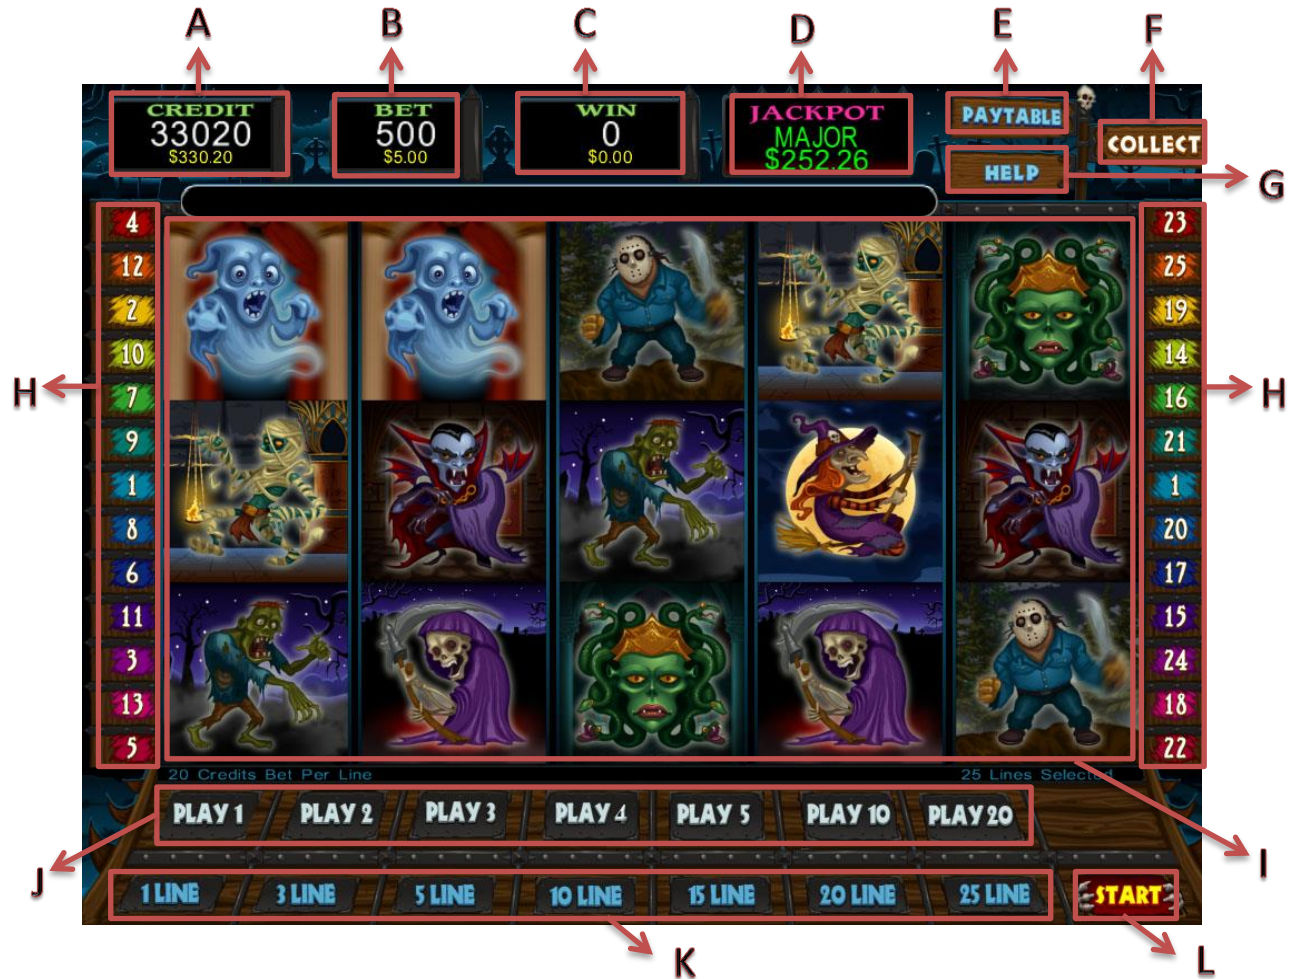 A B C D E F
CREDIT
33020
$330.20
BET
500
$5.00
WIN
0
$0.00
JACKPOT
MAJOR
$252.26
PAYTABLE
HELP
COLLECT
G
4
12
2
10
7
9
1
8
6
11
3
13
5
H
23
25
19
14
16
21
1
20
17
15
24
18
22
H
20 Credits Bet Per Line
25 Lines Selected
PLAY 1 PLAY 2 PLAY 3 PLAY 4 PLAY 5 PLAY 10 PLAY 20
J
I
1 LINE 3 LINE 5 LINE 10 LINE 15 LINE 20 LINE 25 LINE
START
K
L